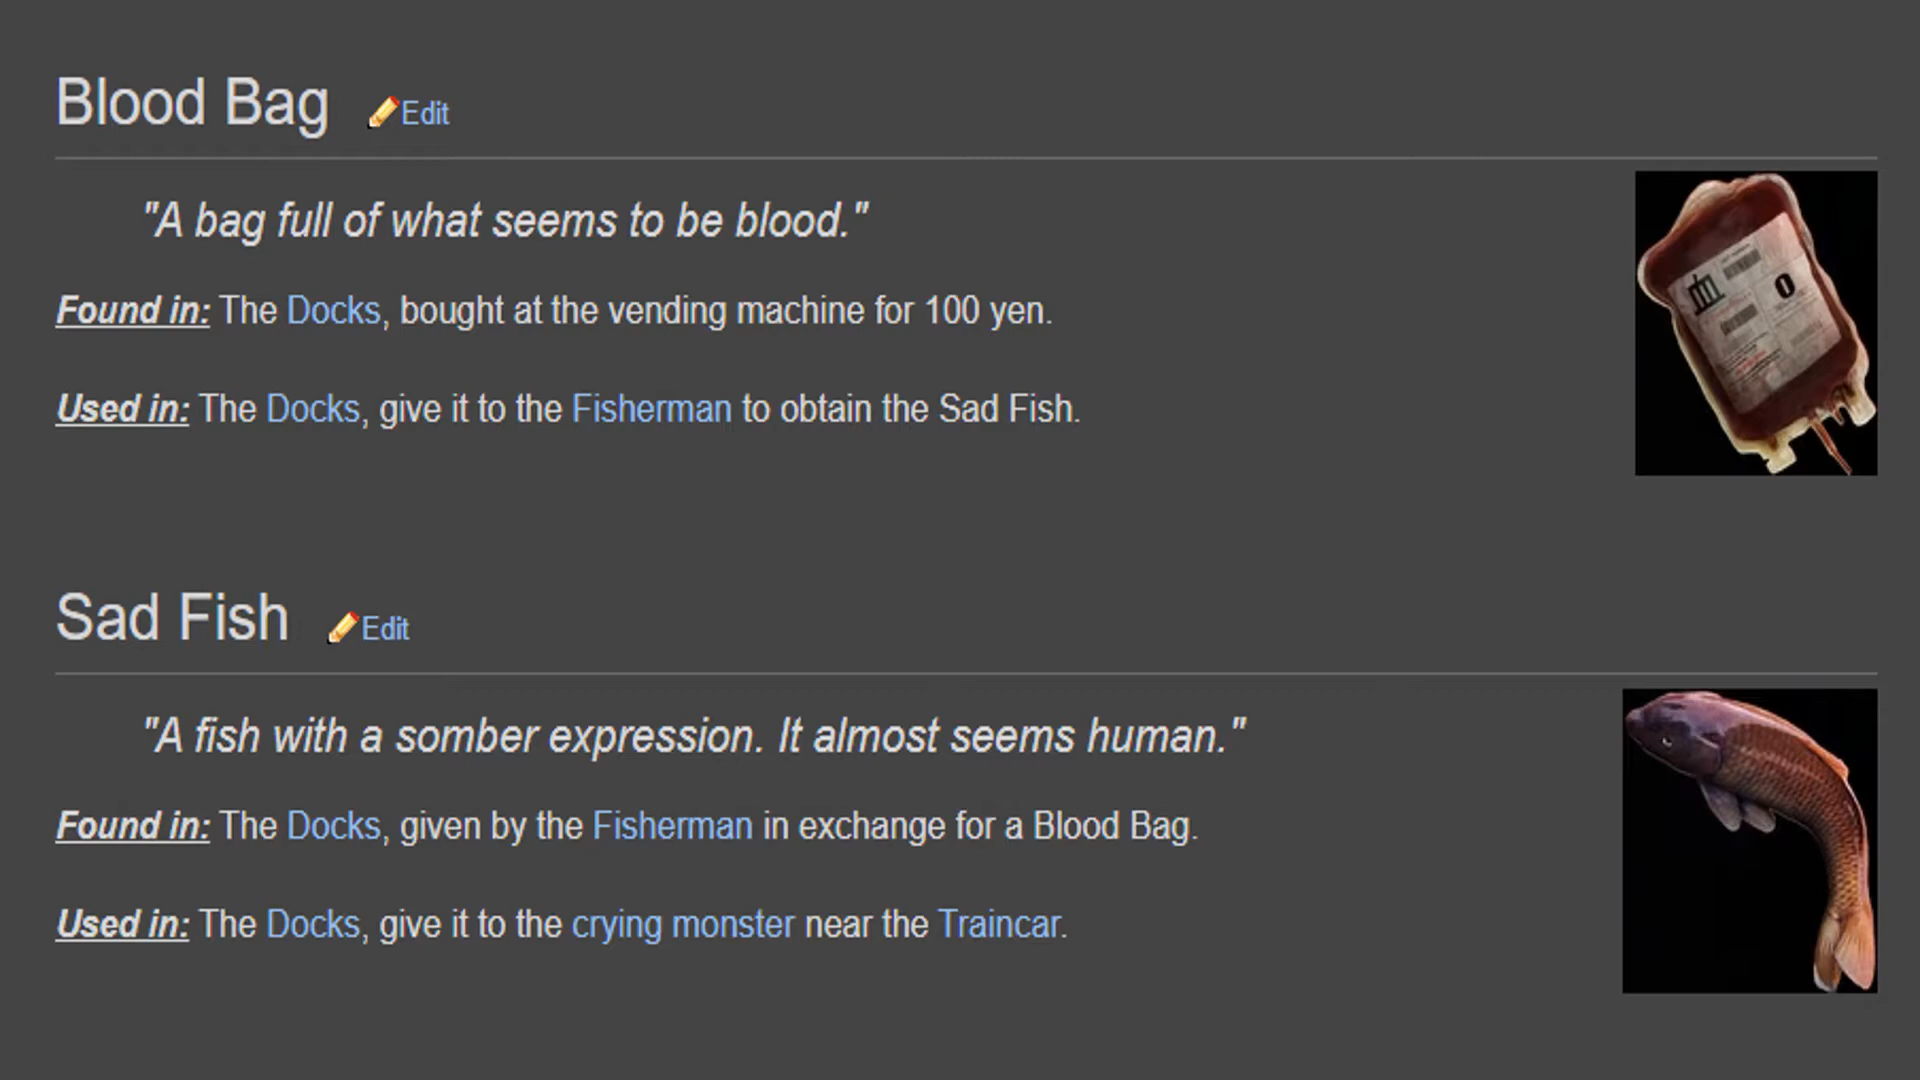 Blood Bag Edit
"A bag full of what seems to be blood."
Found in: The Docks, bought at the vending machine for 100 yen.
Used in: The Docks, give it to the Fisherman to obtain the Sad Fish.
血 O
Sad Fish Edit
"A fish with a somber expression. It almost seems human."
Found in: The Docks, given by the Fisherman in exchange for a Blood Bag.
Used in: The Docks, give it to the crying monster near the Traincar.